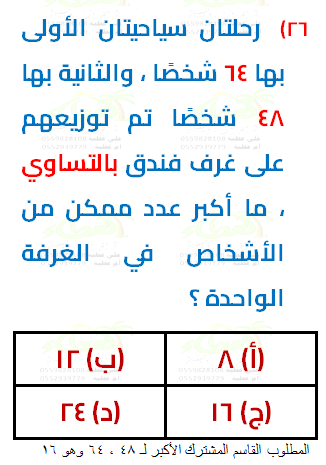 ٢٦) رحلتان سياحيتان الأولى
بها ٦٤ شخصًا ، والثانية بها
٤٨ شخصًا تم توزيعهم
على غرف فندق بالتساوي
، ما أكبر عدد ممكن من
الأشخاص في الغرفة
الواحدة ؟
(أ) ٨ (ب) ١٢
(ج) ١٦ (د) ٢٤
المطلوب القاسم المشترك الأكبر لـ ٤٨ ، ٦٤ وهو ١٦